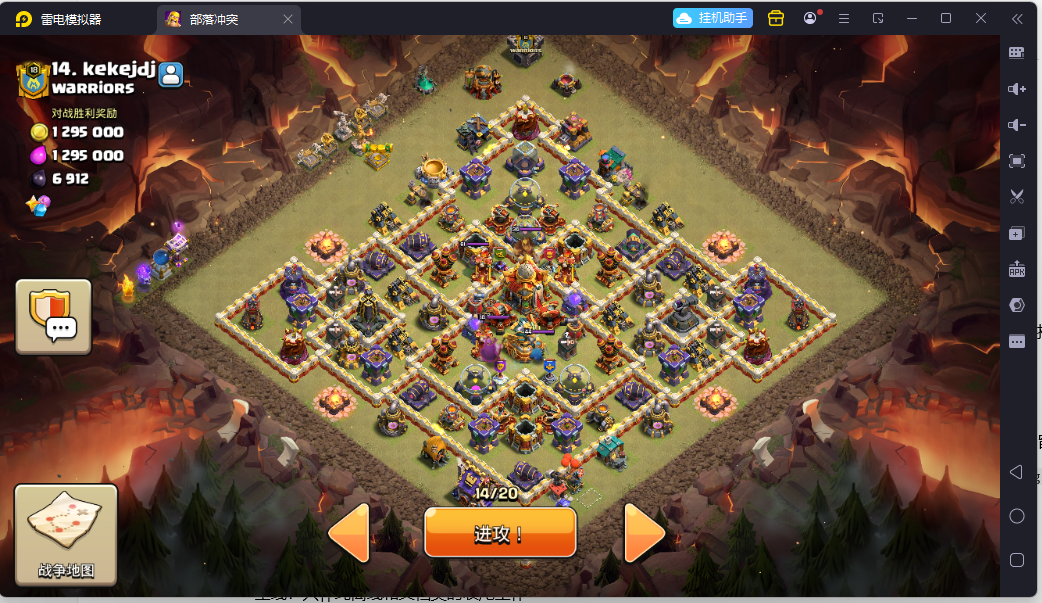 雷电模拟器
部落冲突
挂机助手
14. kekejdj
WARRIORS
对战胜利奖励
1 295 000
1 295 000
6 912
WARRIORS
APK
14/20
进攻！
战争地图